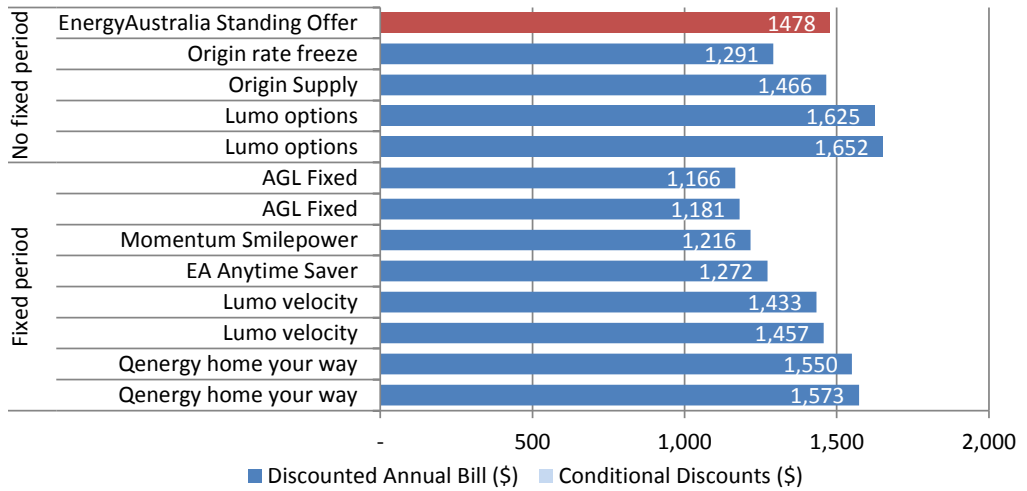 No fixed period
EnergyAustralia Standing Offer 1478
Origin rate freeze 1,291
Origin Supply 1,466
Lumo options 1,625
Lumo options 1,652
Fixed period
AGL Fixed 1,166
AGL Fixed 1,181
Momentum Smilepower 1,216
EA Anytime Saver 1,272
Lumo velocity 1,433
Lumo velocity 1,457
Qenergy home your way 1,550
Qenergy home your way 1,573
- 500 1,000 1,500 2,000
Discounted Annual Bill ($) Conditional Discounts ($)